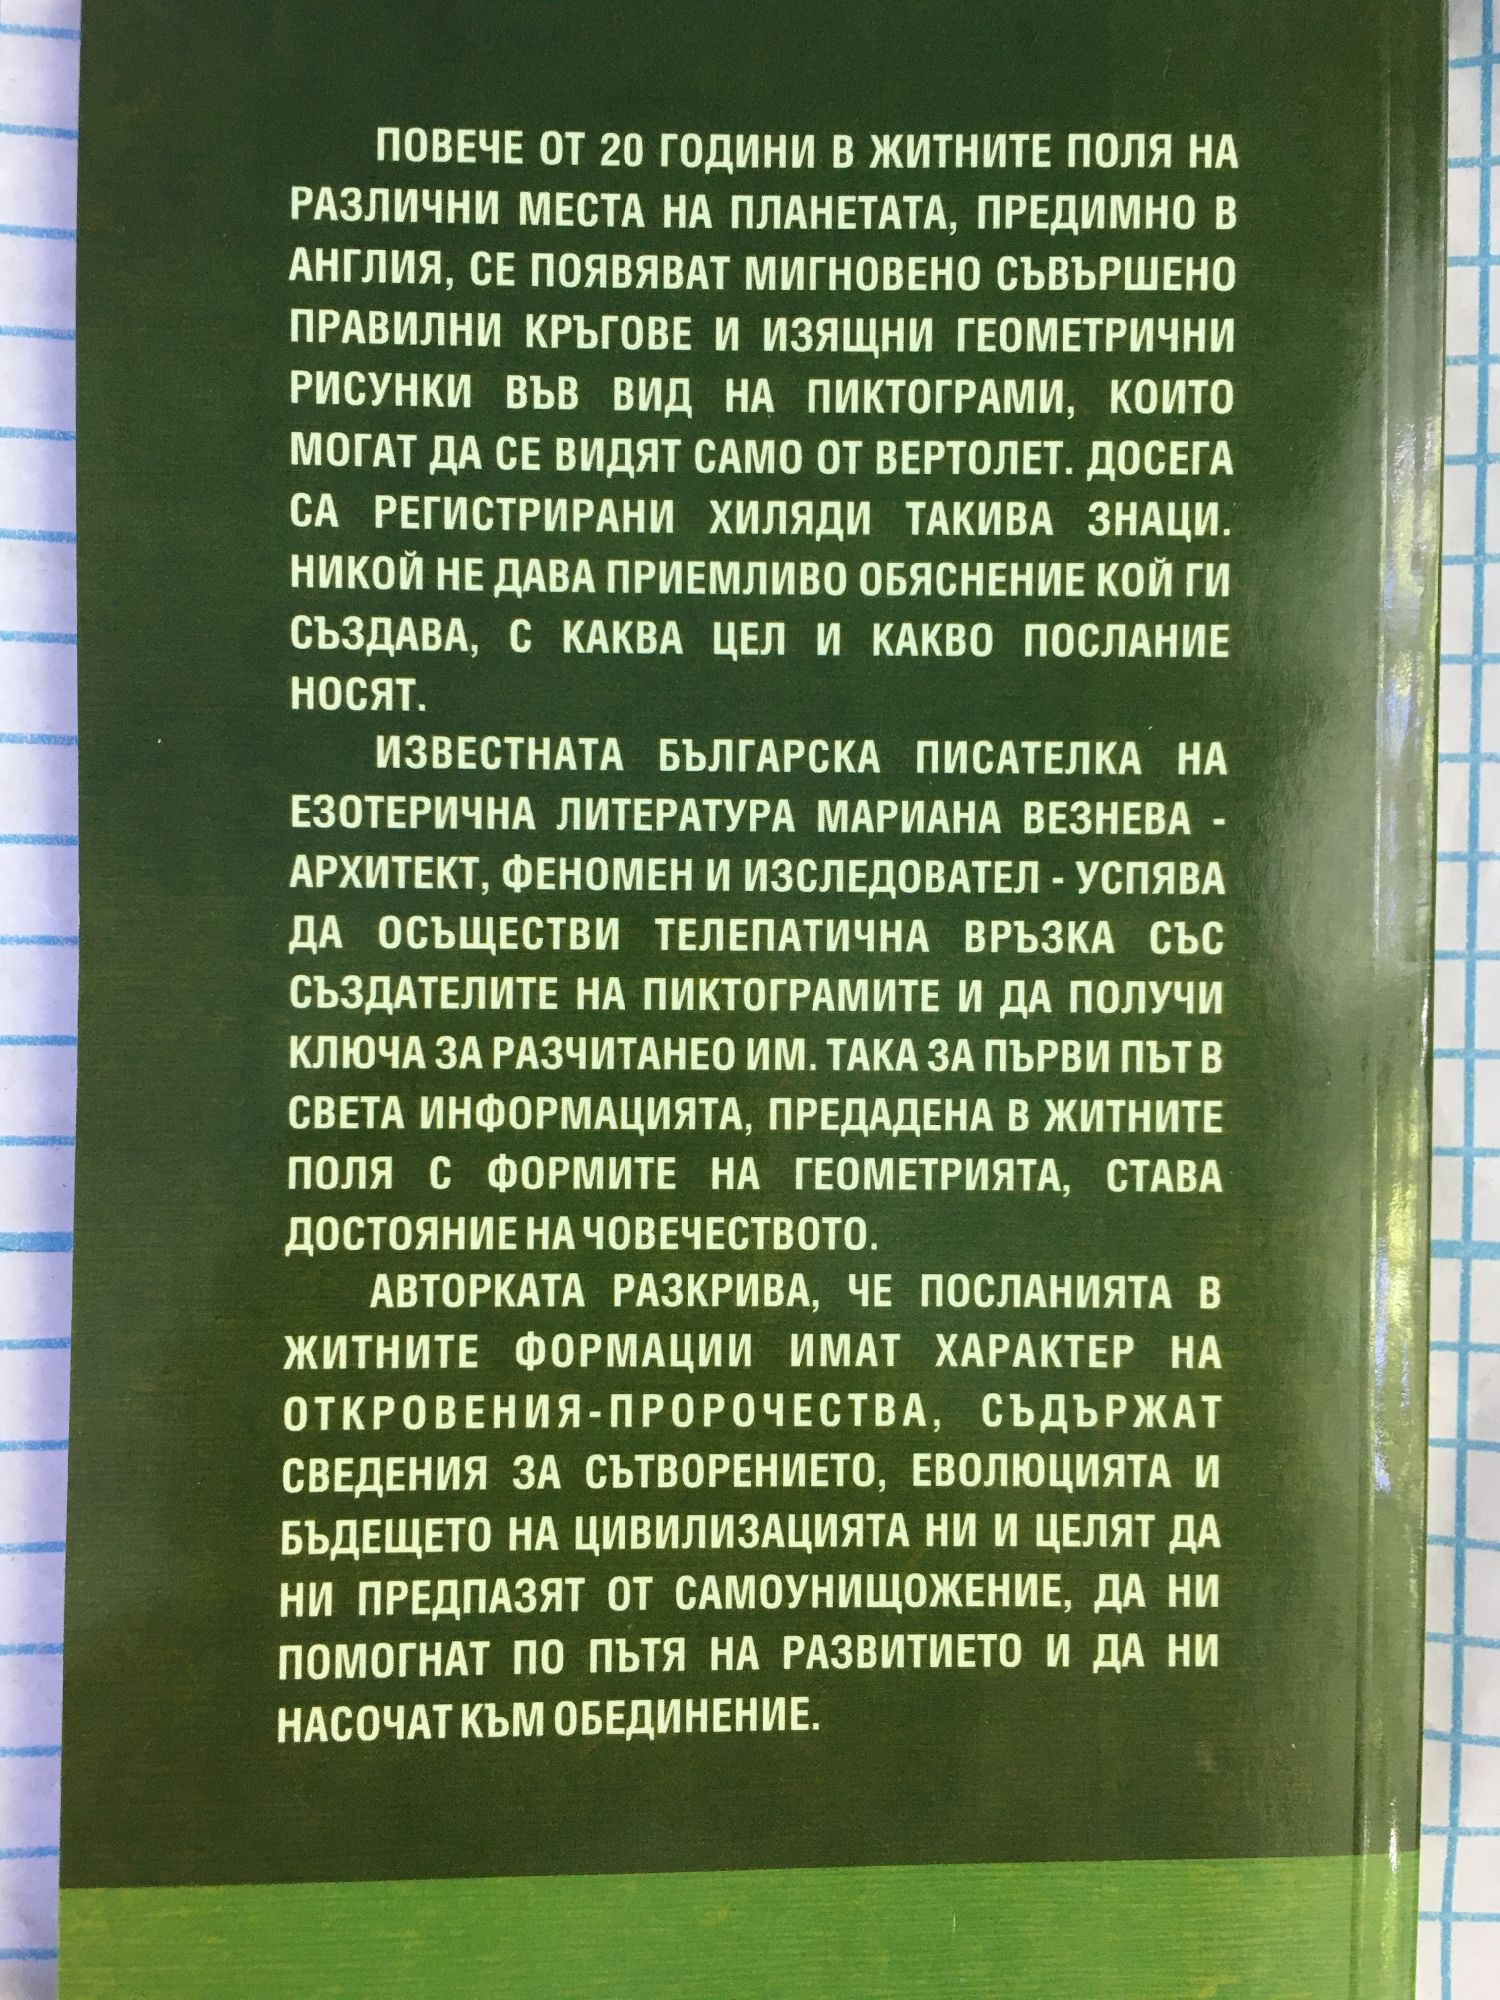 ПОВЕЧЕ ОТ 20 ГОДИНИ В ЖИТНИТЕ ПОЛЯ НА
РАЗЛИЧНИ МЕСТА НА ПЛАНЕТАТА, ПРЕДИМНО В
АНГЛИЯ, СЕ ПОЯВЯВАТ МИГНОВЕНО СЪВЪРШЕНО
ПРАВИЛНИ КРЪГОВЕ И ИЗЯЩНИ ГЕОМЕТРИЧНИ
РИСУНКИ ВЪВ ВИД НА ПИКТОГРАМИ, КОИТО
МОГАТ ДА СЕ ВИДЯТ САМО ОТ ВЕРТОЛЕТ. ДОСЕГА
СА РЕГИСТРИРАНИ ХИЛЯДИ ТАКИВА ЗНАЦИ.
НИКОЙ НЕ ДАВА ПРИЕМЛИВО ОБЯСНЕНИЕ КОЙ ГИ
СЪЗДАВА, С КАКВА ЦЕЛ И КАКВО ПОСЛАНИЕ
НОСЯТ.
ИЗВЕСТНАТА БЪЛГАРСКА ПИСАТЕЛКА НА
ЕЗОТЕРИЧНА ЛИТЕРАТУРА МАРИАНА ВЕЗНЕВА -
АРХИТЕКТ, ФЕНОМЕН И ИЗСЛЕДОВАТЕЛ - УСПЯВА
ДА ОСЪЩЕСТВИ ТЕЛЕПАТИЧНА ВРЪЗКА СЪС
СЪЗДАТЕЛИТЕ НА ПИКТОГРАМИТЕ И ДА ПОЛУЧИ
КЛЮЧА ЗА РАЗЧИТАНЕО ИМ. ТАКА ЗА ПЪРВИ ПЪТ В
СВЕТА ИНФОРМАЦИЯТА, ПРЕДАДЕНА В ЖИТНИТЕ
ПОЛЯ С ФОРМИТЕ НА ГЕОМЕТРИЯТА, СТАВА
ДОСТОЯНИЕ НА ЧОВЕЧЕСТВОТО.
АВТОРКАТА РАЗКРИВА, ЧЕ ПОСЛАНИЯТА В
ЖИТНИТЕ ФОРМАЦИИ ИМАТ ХАРАКТЕР НА
ОТКРОВЕНИЯ-ПРОРОЧЕСТВА, СЪДЪРЖАТ
СВЕДЕНИЯ ЗА СЪТВОРЕНИЕТО, ЕВОЛЮЦИЯТА И
БЪДЕЩЕТО НА ЦИВИЛИЗАЦИЯТА НИ И ЦЕЛЯТ ДА
НИ ПРЕДПАЗЯТ ОТ САМОУНИЩОЖЕНИЕ, ДА НИ
ПОМОГНАТ ПО ПЪТЯ НА РАЗВИТИЕТО И ДА НИ
НАСОЧАТ КЪМ ОБЕДИНЕНИЕ.